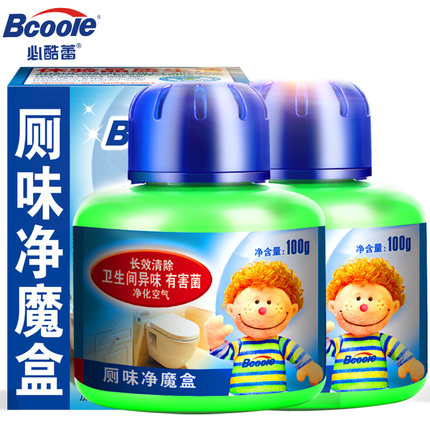 Bcoole
必酷蕾®
Bcoo
厕味净魔盒
净含量:100g
长效清除
卫生间异味 有害菌
净化空气
Bcoole
厕味净魔盒
净含量:100g
Bcoole